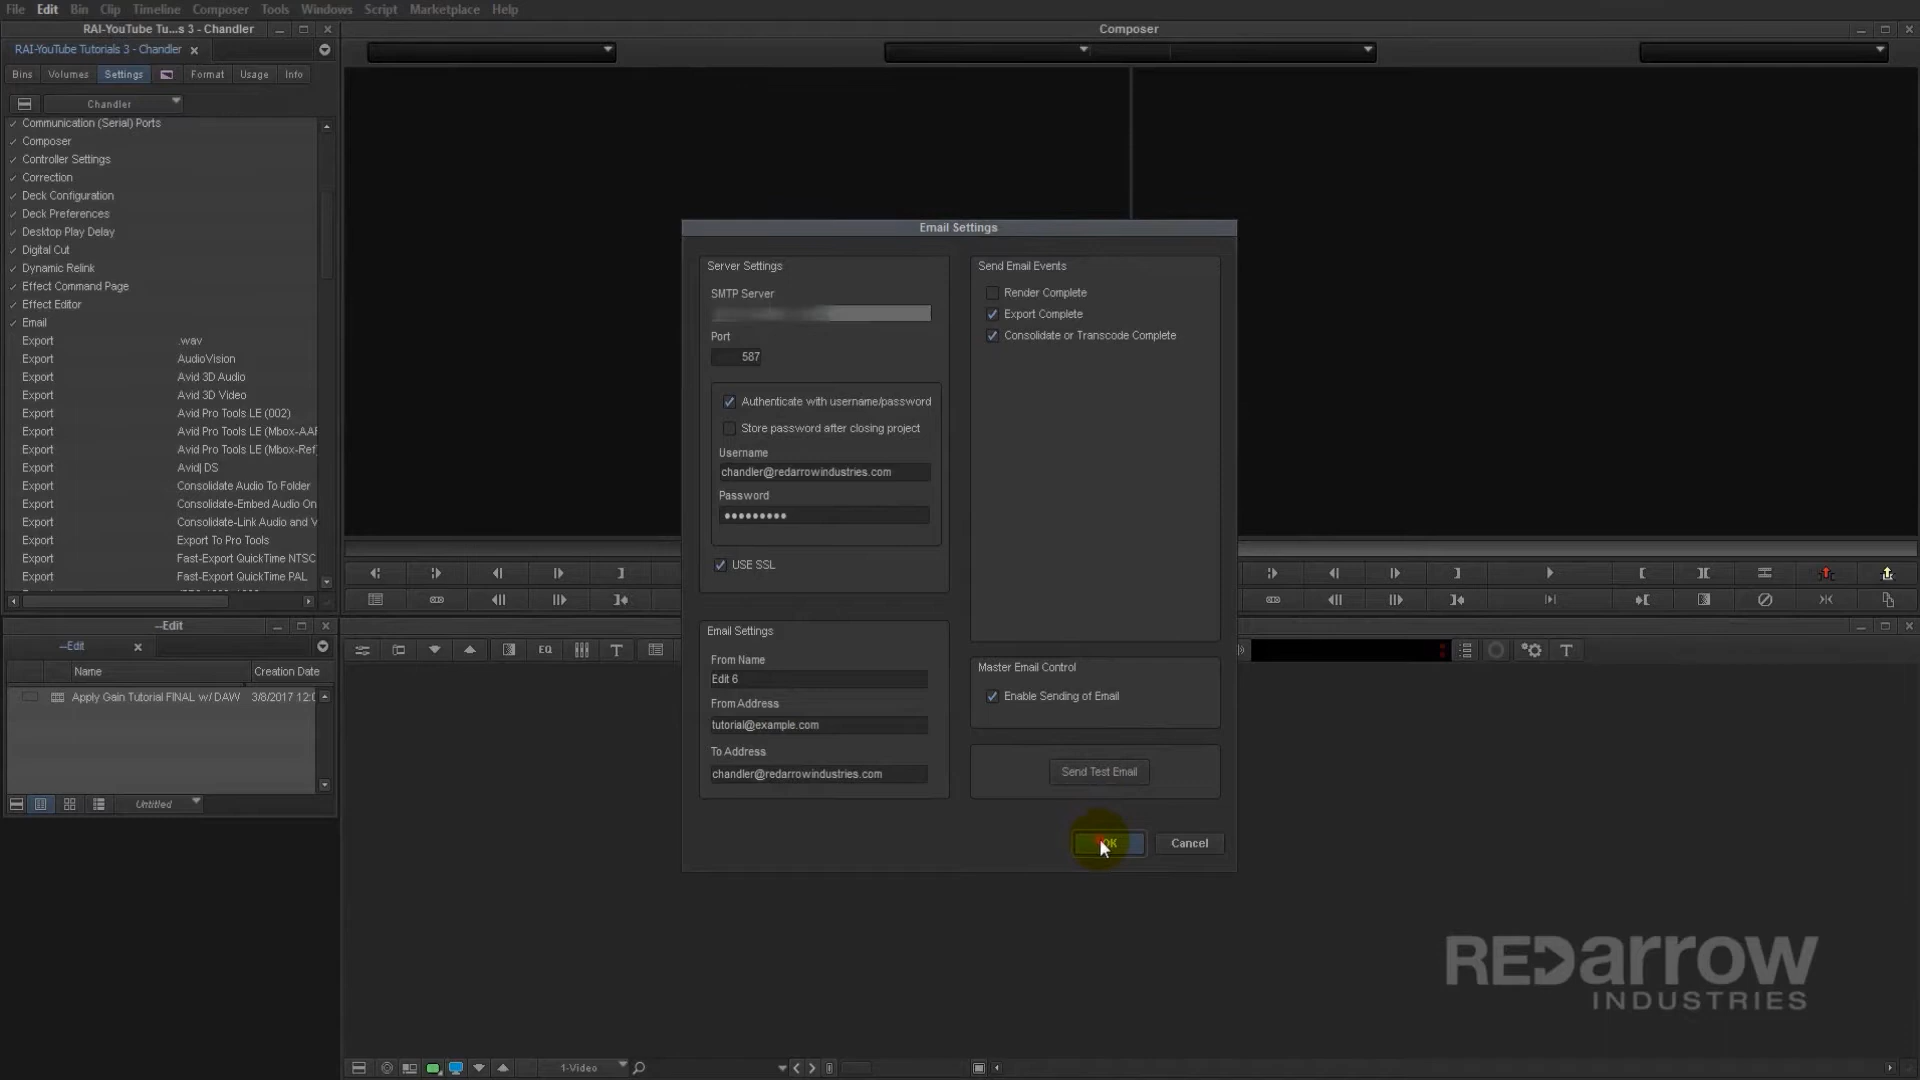 File Edit Bin Clip Timeline Composer Tools Windows Script Marketplace Help
RAI-YouTube Tu...s 3 - Chandler
Composer
RAI-YouTube Tutorials 3 - Chandler
Bins Volumes Settings Format Usage Info
Chandler
Communication (Serial) Ports
Composer
Controller Settings
Correction
Deck Configuration
Deck Preferences
Desktop Play Delay
Digital Cut
Dynamic Relink
Effect Command Page
Effect Editor
Email
Export .wav
Export AudioVision
Export Avid 3D Audio
Export Avid 3D Video
Export Avid Pro Tools LE (002)
Export Avid Pro Tools LE (Mbox-AAF
Export Avid Pro Tools LE (Mbox-Ref
Export Avid|DS
Export Consolidate Audio To Folder
Export Consolidate-Embed Audio On
Export Consolidate-Link Audio and V
Export Export To Pro Tools
Export Fast-Export QuickTime NTSC
Export Fast-Export QuickTime PAL
--Edit
--Edit
Name Creation Date
Apply Gain Tutorial FINAL w/ DAW 3/8/2017 12:0
Untitled
Email Settings
Server Settings
SMTP Server
Port
587
Authenticate with username/password
Store password after closing project
Username
chandler@redarrowindustries.com
Password
USE SSL
Email Settings
From Name
Edit 6
From Address
tutorial@example.com
To Address
chandler@redarrowindustries.com
Send Email Events
Render Complete
Export Complete
Consolidate or Transcode Complete
Master Email Control
Enable Sending of Email
Send Test Email
OK Cancel
EQ T
T
1-Video
REDarrow
INDUSTRIES